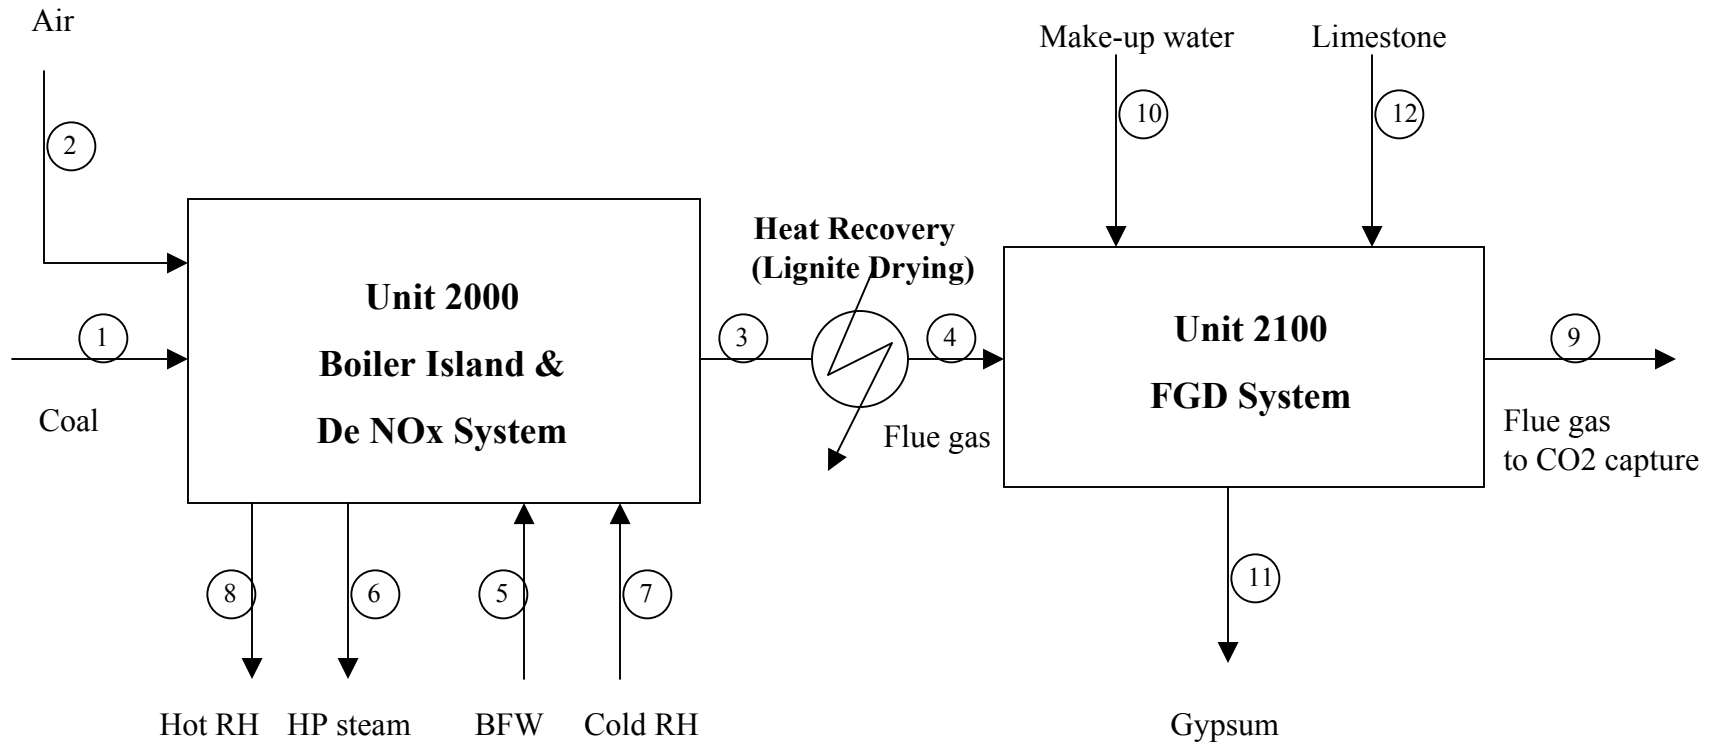 Air
Make-up water
Limestone
2
10
12
Heat Recovery
(Lignite Drying)
Unit 2000
Boiler Island &
De NOx System
1
Coal
3
4
Flue gas
Unit 2100
FGD System
9
Flue gas
to CO2 capture
8
6
5
7
11
Hot RH
HP steam
BFW
Cold RH
Gypsum